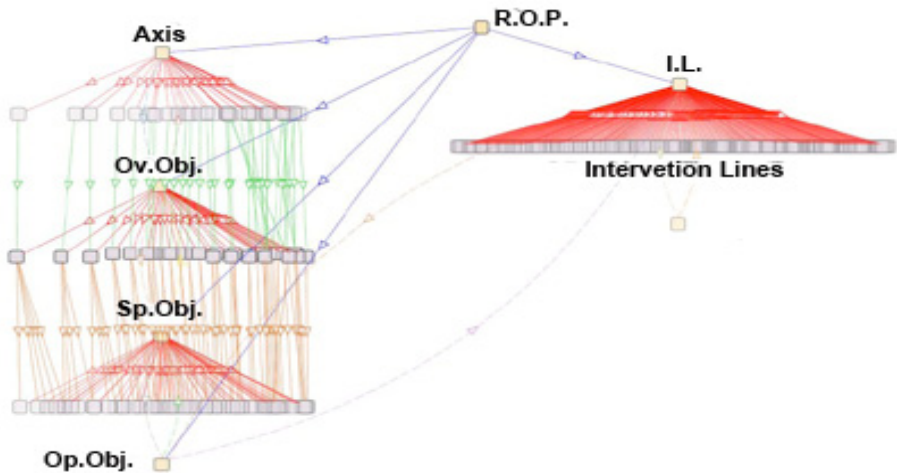 R.O.P.
Axis
I.L.
Ov.Obj.
Intervetion Lines
Sp.Obj.
Op.Obj.